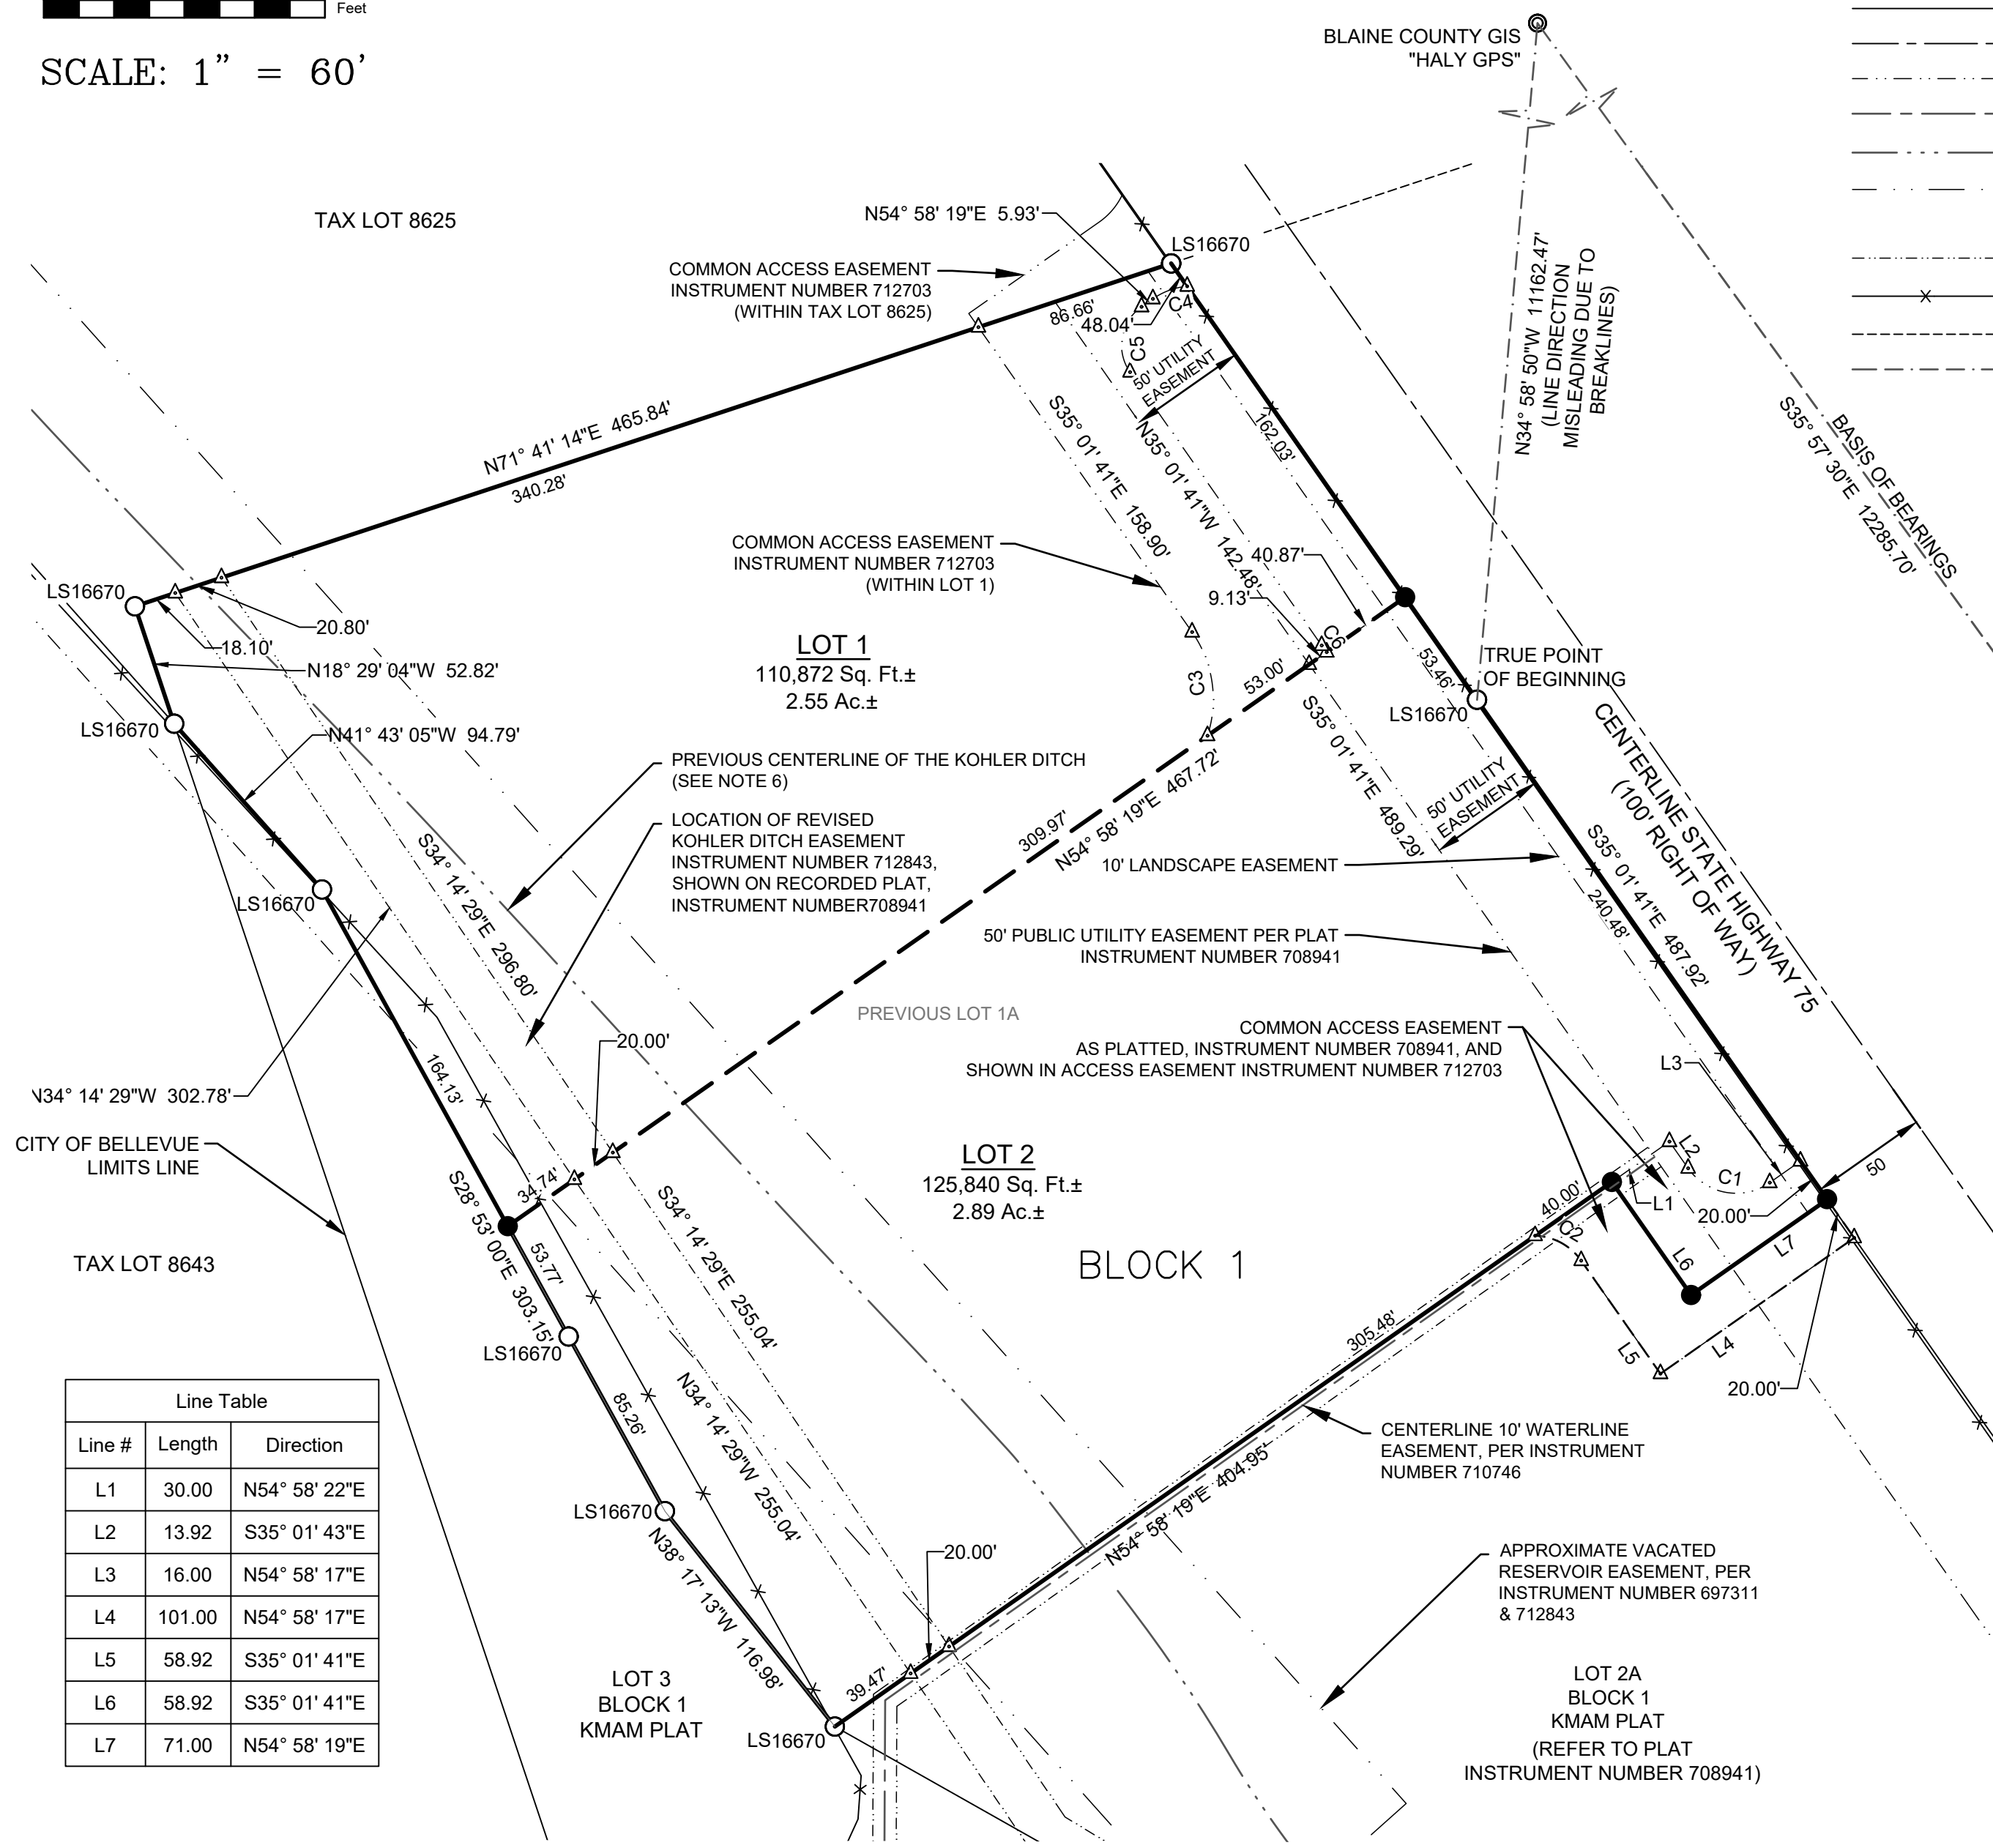 Feet
SCALE: 1" = 60'
BLAINE COUNTY GIS
"HALY GPS"
TAX LOT 8625
N54° 58' 19"E 5.93'
LS16670
COMMON ACCESS EASEMENT
INSTRUMENT NUMBER 712703
(WITHIN TAX LOT 8625)
86.66'
48.04'
C4
C5
50' UTILITY
EASEMENT
N34° 58' 50"W 11162.47'
(LINE DIRECTION
MISLEADING DUE TO
BREAKLINES)
BASIS OF BEARINGS
S35° 57' 30"E 12285.70'
N71° 41' 14"E 465.84'
340.28'
S35° 01' 41"E 158.90'
N35° 01' 41"W 142.48'
162.03'
COMMON ACCESS EASEMENT
INSTRUMENT NUMBER 712703
(WITHIN LOT 1)
40.87'
9.13'
C6
LS16670
20.80'
18.10'
N18° 29' 04"W 52.82'
LOT 1
110,872 Sq. Ft.±
2.55 Ac.±
C3
53.00'
53.46'
TRUE POINT
OF BEGINNING
LS16670
LS16670
N41° 43' 05"W 94.79'
PREVIOUS CENTERLINE OF THE KOHLER DITCH
(SEE NOTE 6)
LOCATION OF REVISED
KOHLER DITCH EASEMENT
INSTRUMENT NUMBER 712843,
SHOWN ON RECORDED PLAT,
INSTRUMENT NUMBER708941
309.97'
N54° 58' 19"E 467.72'
S35° 01' 41"E 489.29'
50' UTILITY
EASEMENT
CENTERLINE STATE HIGHWAY 75
(100' RIGHT OF WAY)
10' LANDSCAPE EASEMENT
S35° 01' 41"E 487.92'
240.48'
LS16670
S34° 14' 29"E 296.80'
50' PUBLIC UTILITY EASEMENT PER PLAT
INSTRUMENT NUMBER 708941
PREVIOUS LOT 1A
COMMON ACCESS EASEMENT
AS PLATTED, INSTRUMENT NUMBER 708941, AND
SHOWN IN ACCESS EASEMENT INSTRUMENT NUMBER 712703
L3
20.00'
164.13'
N34° 14' 29"W 302.78'
CITY OF BELLEVUE
LIMITS LINE
LOT 2
125,840 Sq. Ft.±
2.89 Ac.±
L2
C1
50
40.00'
L1
20.00'
34.74'
S28° 53' 00"E 303.15'
S34° 14' 29"E 255.04'
C2
L6
L7
TAX LOT 8643
53.77'
BLOCK 1
LS16670
305.48'
L5
L4
20.00'
85.26'
N34° 14' 29"W 255.04'
CENTERLINE 10' WATERLINE
EASEMENT, PER INSTRUMENT
NUMBER 710746
N54° 58' 19"E 404.95'
LS16670
N38° 17' 13"W 116.98'
20.00'
APPROXIMATE VACATED
RESERVOIR EASEMENT, PER
INSTRUMENT NUMBER 697311
& 712843
39.47'
LS16670
LOT 3
BLOCK 1
KMAM PLAT
LOT 2A
BLOCK 1
KMAM PLAT
(REFER TO PLAT
INSTRUMENT NUMBER 708941)
Line Table
Line # Length Direction
L1 30.00 N54° 58' 22"E
L2 13.92 S35° 01' 43"E
L3 16.00 N54° 58' 17"E
L4 101.00 N54° 58' 17"E
L5 58.92 S35° 01' 41"E
L6 58.92 S35° 01' 41"E
L7 71.00 N54° 58' 19"E